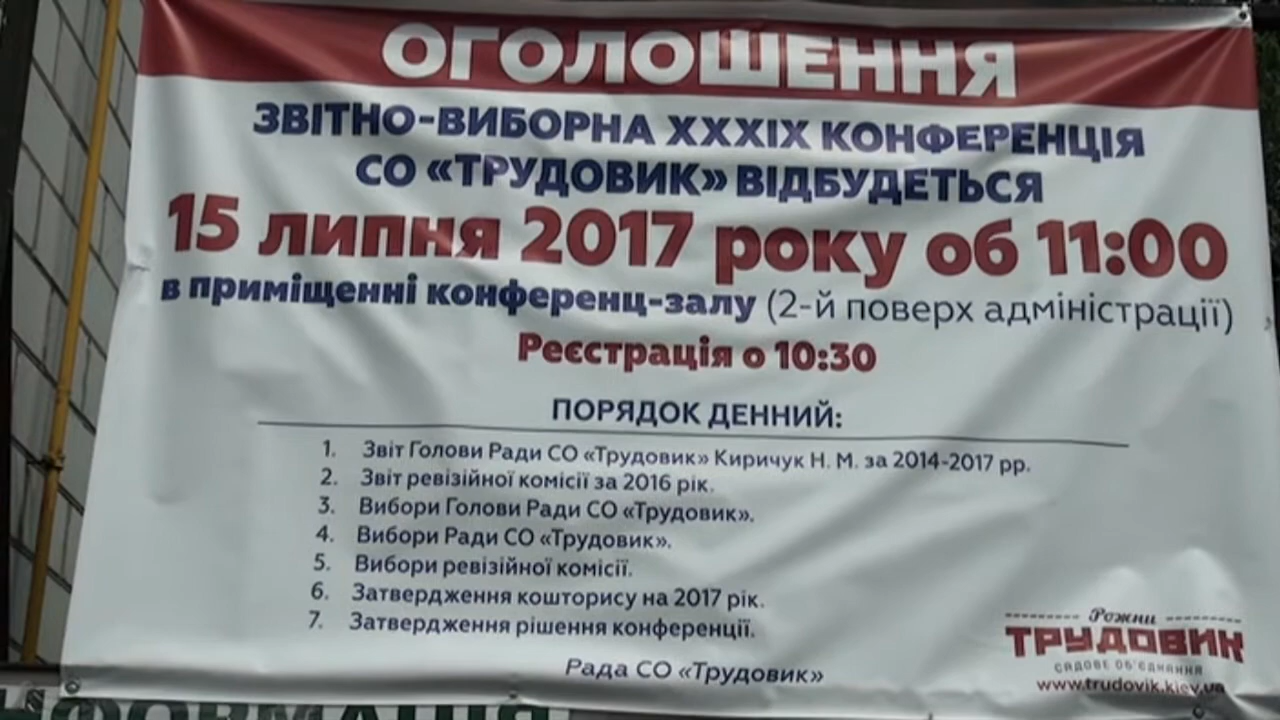 ОГОЛОШЕННЯ
ЗВІТНО-ВИБОРНА XXXIX КОНФЕРЕНЦІЯ
СО «ТРУДОВИК» ВІДБУДЕТЬСЯ
15 липня 2017 року об 11:00
в приміщенні конференц-залу (2-й поверх адміністрації)
Реєстрація о 10:30
ПОРЯДОК ДЕННИЙ:
1. Звіт Голови Ради СО «Трудовик» Киричук Н. М. за 2014-2017 рр.
2. Звіт ревізійної комісії за 2016 рік.
3. Вибори Голови Ради СО «Трудовик».
4. Вибори Ради СО «Трудовик».
5. Вибори ревізійної комісії.
6. Затвердження кошторису на 2017 рік.
7. Затвердження рішення конференції.
Рада СО «Трудовик»
Рожни
ТРУДОВИК
САДОВЕ ОБ'ЄДНАННЯ
www.trudovik.kiev.ua